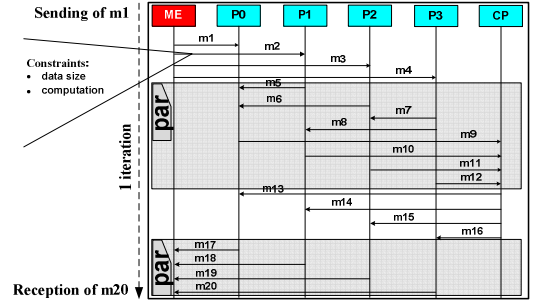 Sending of m1
ME P0 P1 P2 P3 CP
m1
m2
Constraints:
• data size
• computation
m3
m4
par
m5
m6
m7
m8
m9
m10
m11
m12
1 iteration
m13
m14
m15
m16
par
m17
m18
m19
m20
Reception of m20